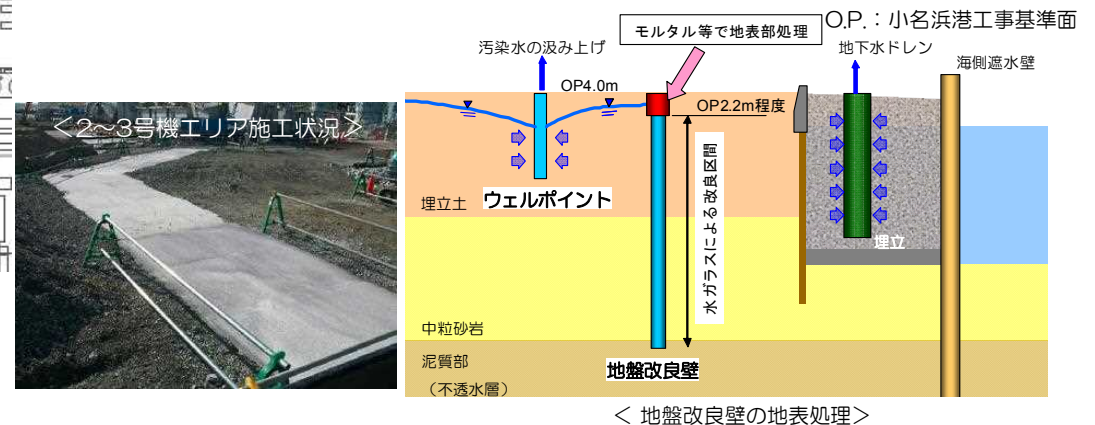 O.P.：小名浜港工事基準面
モルタル等で地表部処理
汚染水の汲み上げ
地下水ドレン
海側遮水壁
OP4.0m
OP2.2m程度
＜2～3号機エリア施工状況＞
水ガラスによる改良区間
埋立土
ウェルポイント
埋立
中粒砂岩
泥質部
（不透水層）
地盤改良壁
＜ 地盤改良壁の地表処理＞